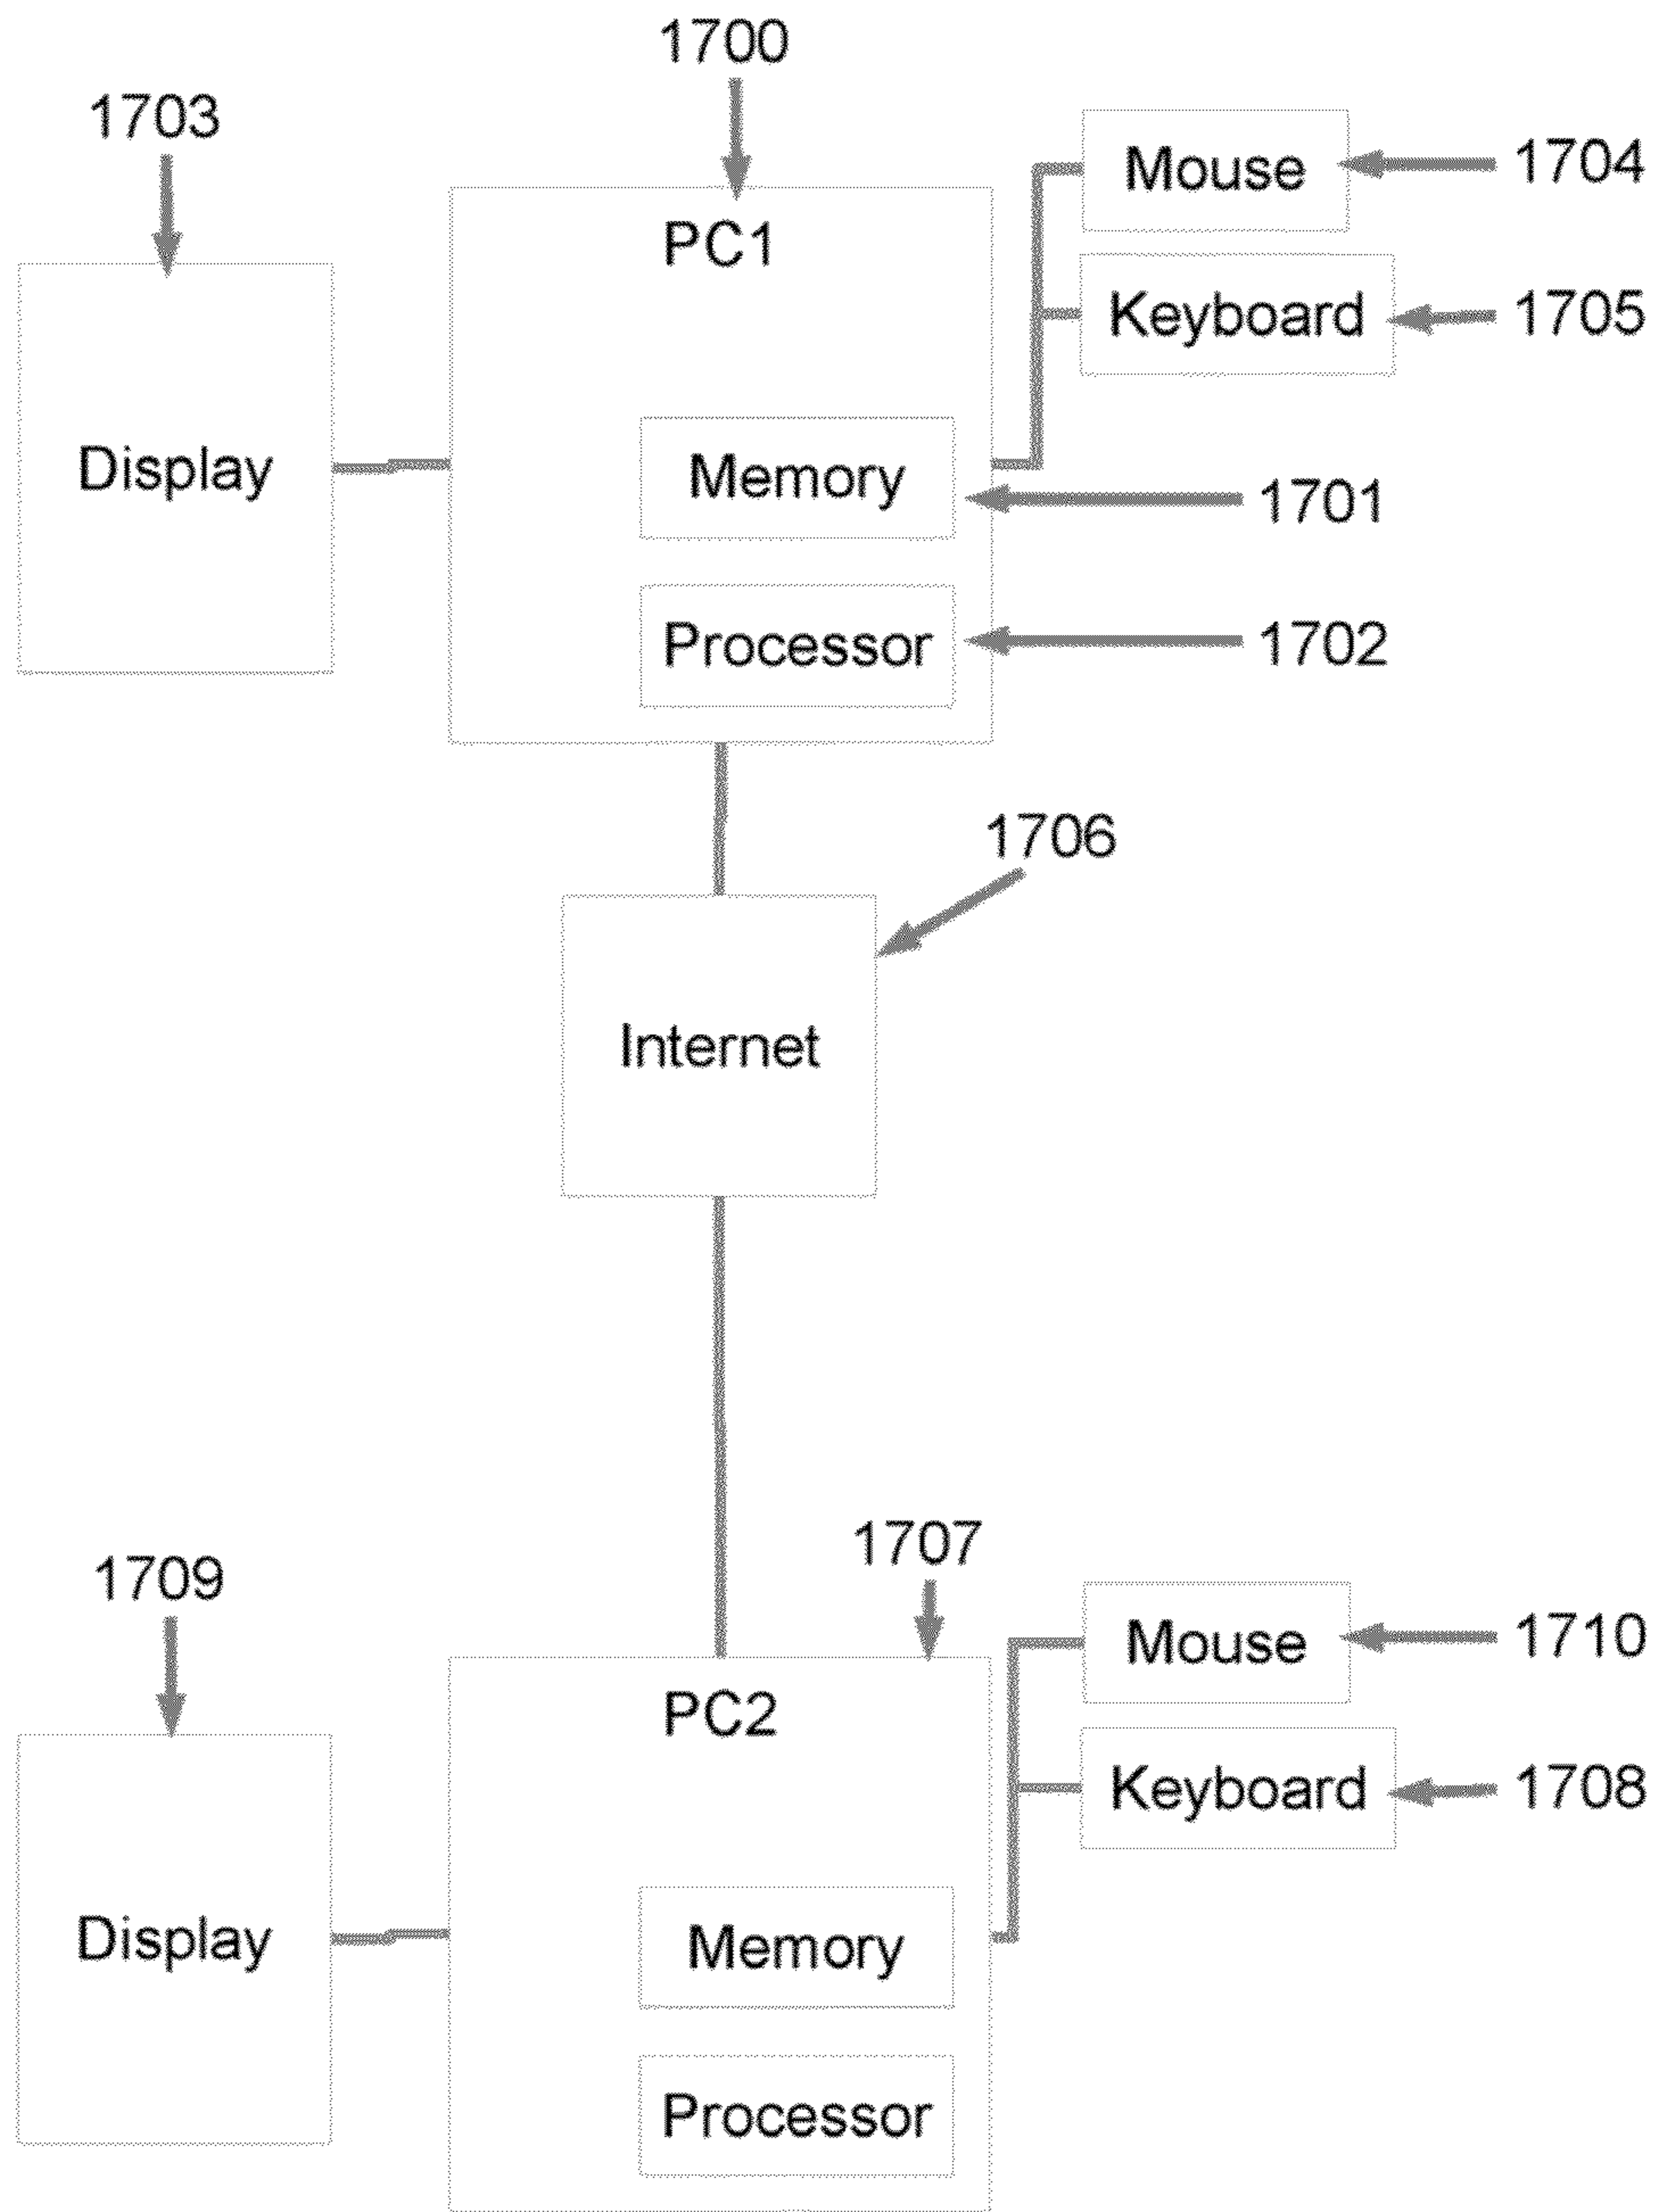 1700
1703
Mouse
1704
PC1
Keyboard
1705
Display
Memory
1701
Processor
1702
1706
Internet
1707
1709
Mouse
1710
PC2
Keyboard
1708
Display
Memory
Processor